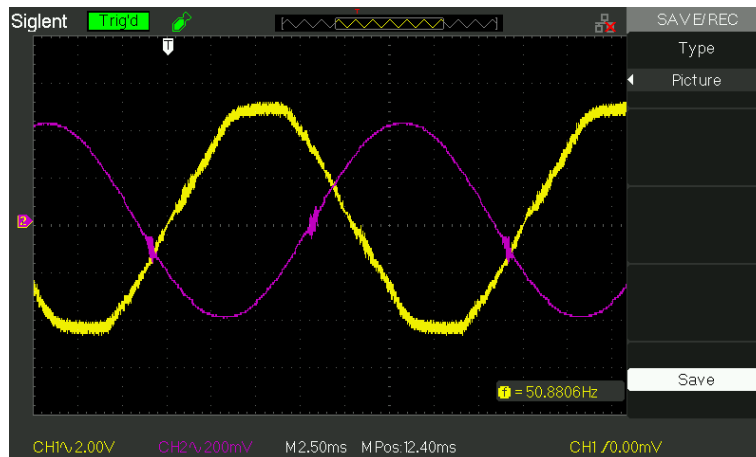 Siglent Trig'd SAVE/REC
T
Type
Picture
2
f = 50.8806Hz
Save
CH1∿ 2.00V CH2∿ 200mV M 2.50ms M Pos:12.40ms CH1 / 0.00mV